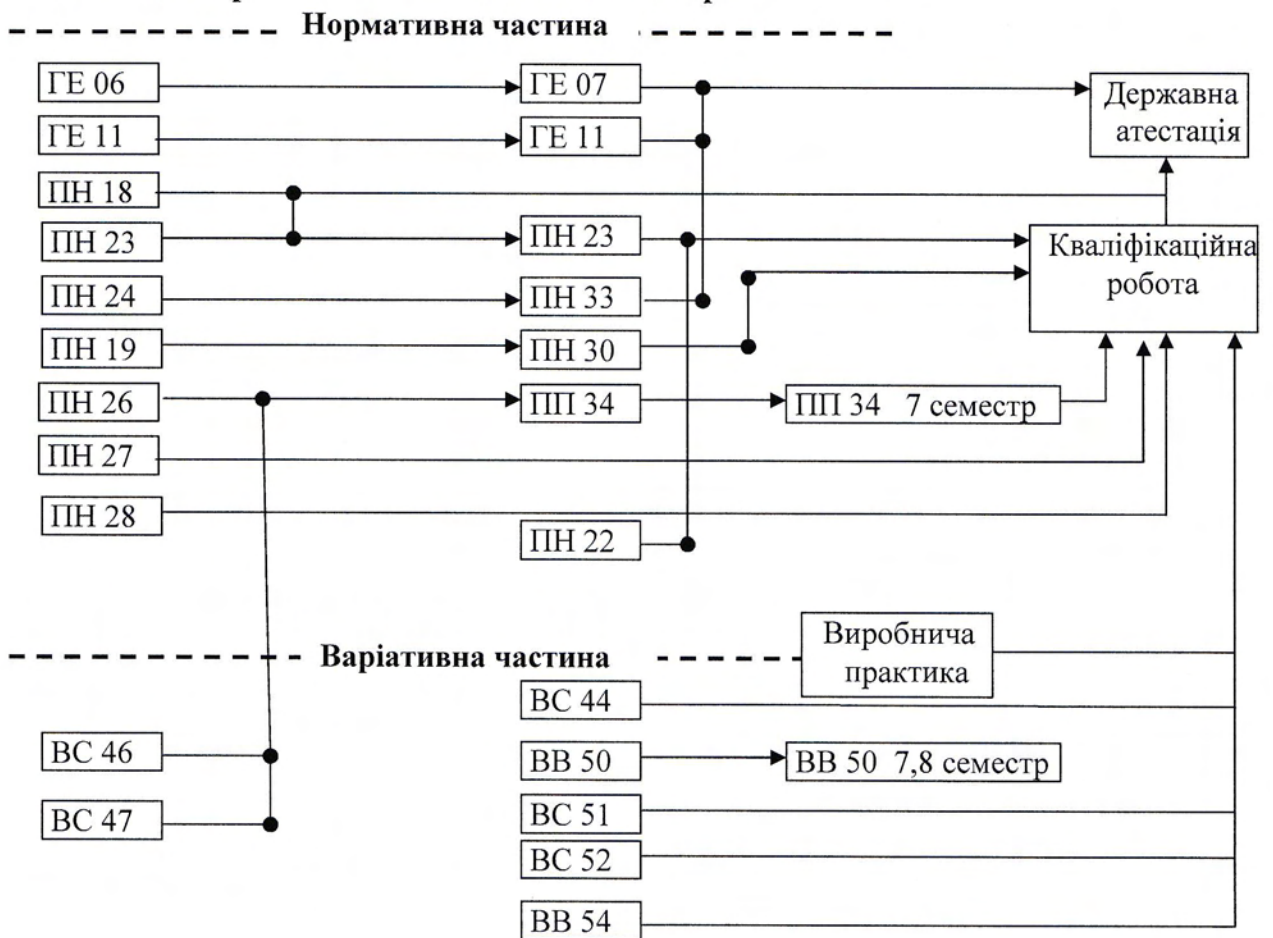 Нормативна частина
ГЕ 06
ГЕ 07
Державна
атестація
ГЕ 11
ГЕ 11
ПН 18
ПН 23
ПН 23
Кваліфікаційна
робота
ПН 24
ПН 33
ПН 19
ПН 30
ПН 26
ПП 34
ПП 34 7 семестр
ПН 27
ПН 28
ПН 22
Варіативна частина
Виробнича
практика
ВС 44
ВС 46
ВВ 50
ВВ 50 7,8 семестр
ВС 47
ВС 51
ВС 52
ВВ 54